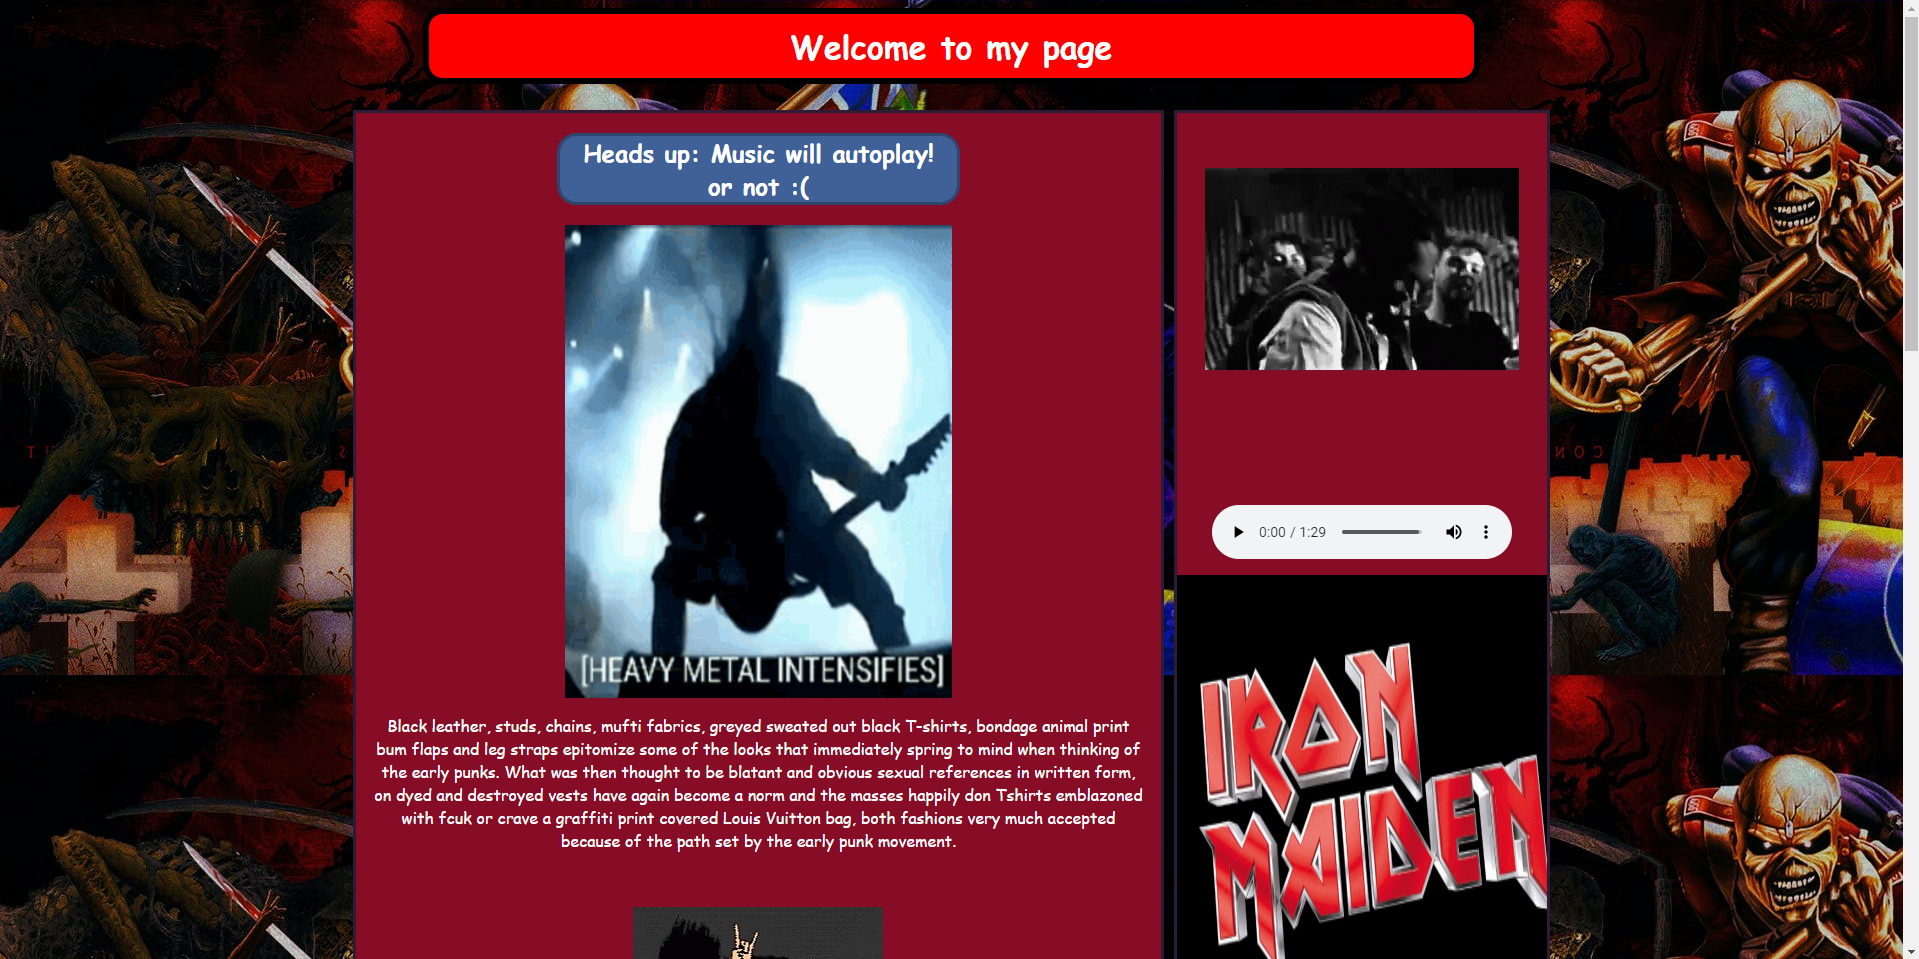 Welcome to my page
Heads up: Music will autoplay!
or not :(
[HEAVY METAL INTENSIFIES]
Black leather, studs, chains, mufti fabrics, greyed sweated out black T-shirts, bondage animal print
bum flaps and leg straps epitomize some of the looks that immediately spring to mind when thinking of
the early punks. What was then thought to be blatant and obvious sexual references in written form,
on dyed and destroyed vests have again become a norm and the masses happily don Tshirts emblazoned
with fcuk or crave a graffiti print covered Louis Vuitton bag, both fashions very much accepted
because of the path set by the early punk movement.
0:00 / 1:29
IRON
MAIDEN